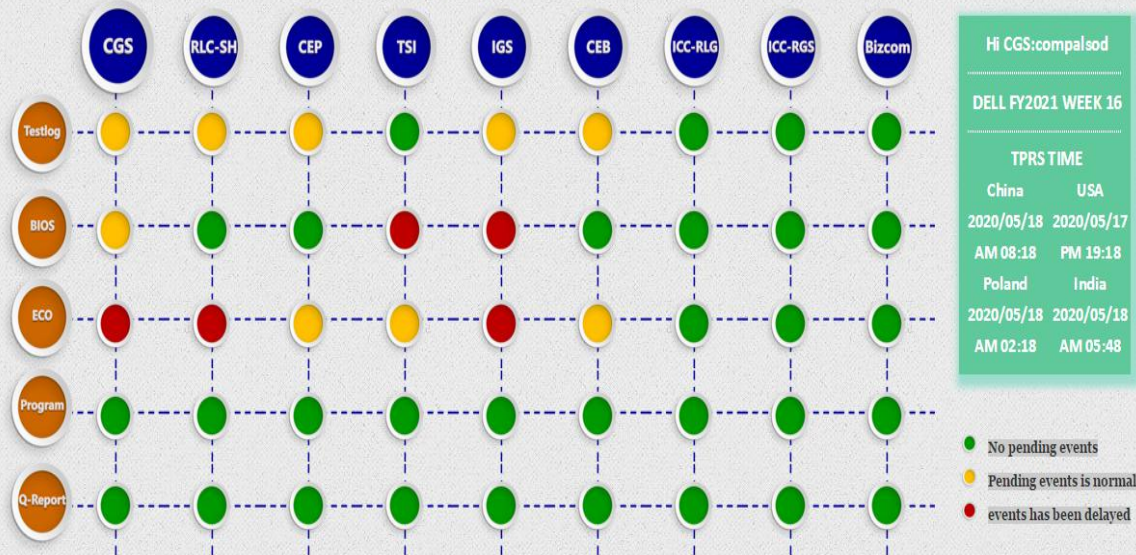 CGS RLC-SH CEP TSI IGS CEB ICC-RLG ICC-RGS Bizcom
Testlog
BIOS
ECO
Program
Q-Report
Hi CGS:compalsod
DELL FY2021 WEEK 16
TPRS TIME
China USA
2020/05/18 2020/05/17
AM 08:18 PM 19:18
Poland India
2020/05/18 2020/05/18
AM 02:18 AM 05:48
No pending events
Pending events is normal
events has been delayed